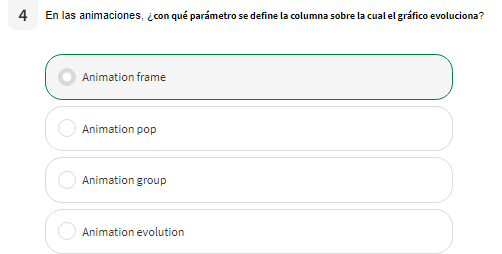 4 En las animaciones, ¿con qué parámetro se define la columna sobre la cual el gráfico evoluciona?
Animation frame
Animation pop
Animation group
Animation evolution